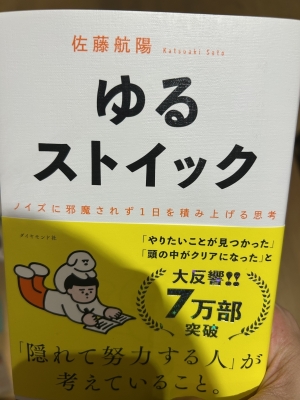 佐藤航陽
Katsuaki Sato
ゆる
ストイック
ノイズに邪魔されず1日を積み上げる思考
ダイヤモンド社
「やりたいことが見つかった」
「頭の中がクリアになった」と
大反響!!
7万部
突破
「隠れて努力する人」が
考えていること。